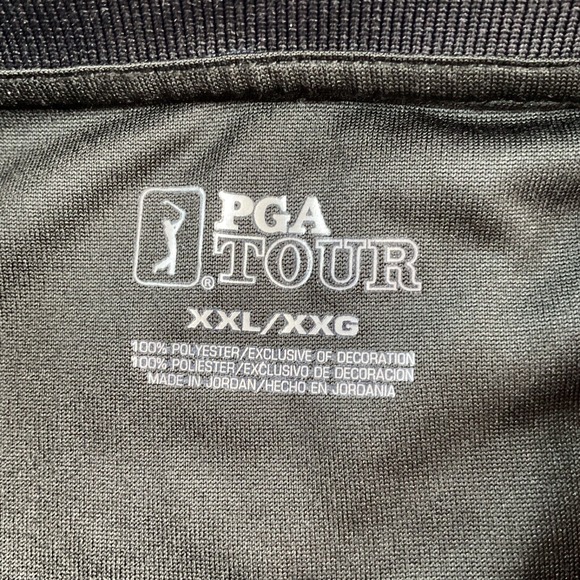 PGA
TOUR
®
XXL/XXG
100% POLYESTER/EXCLUSIVE OF DECORATION
100% POLIESTER/EXCLUSIVO DE DECORACION
MADE IN JORDAN/HECHO EN JORDANIA